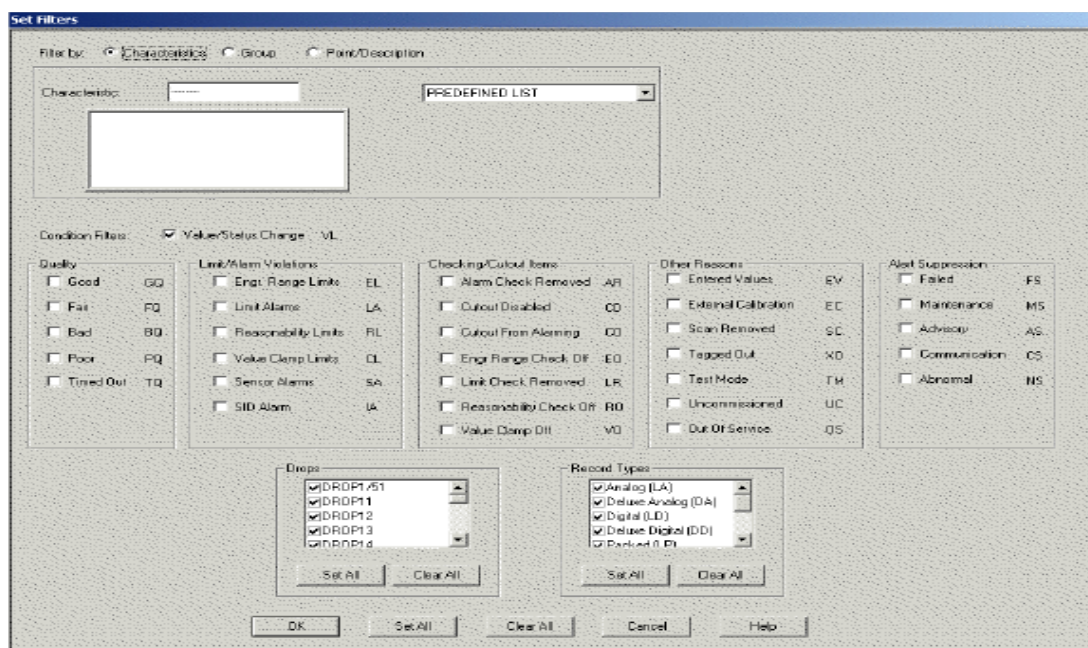 Set Filters
Filter by: Characteristics Group Point/Description
Characteristic: -------- PREDEFINED LIST
Condition Filters: Value/Status Change VL
Quality
Good GQ
Fair FQ
Bad BQ
Poor PQ
Timed Out TQ
Limit/Alarm Violations
Engr. Range Limits EL
Limit Alarms LA
Reasonability Limits RL
Value Clamp Limits CL
Sensor Alarms SA
SID Alarm IA
Checking/Cutout Items
Alarm Check Removed AR
Cutout Disabled CD
Cutout From Alarming CO
Engr Range Check Off EO
Limit Check Removed LR
Reasonability Check Off RO
Value Clamp Off VO
Other Reasons
Entered Values EV
External Calibration EC
Scan Removed SC
Tagged Out XO
Test Mode TM
Uncommissioned UC
Out Of Service OS
Alert Suppression
Failed FS
Maintenance MS
Advisory AS
Communication CS
Abnormal NS
Drops
DROP1/51
DROP11
DROP12
DROP13
DROP14
Set All Clear All
Record Types
Analog (LA)
Deluxe Analog (DA)
Digital (LD)
Deluxe Digital (DD)
Packed (LP)
Set All Clear All
OK Set All Clear All Cancel Help